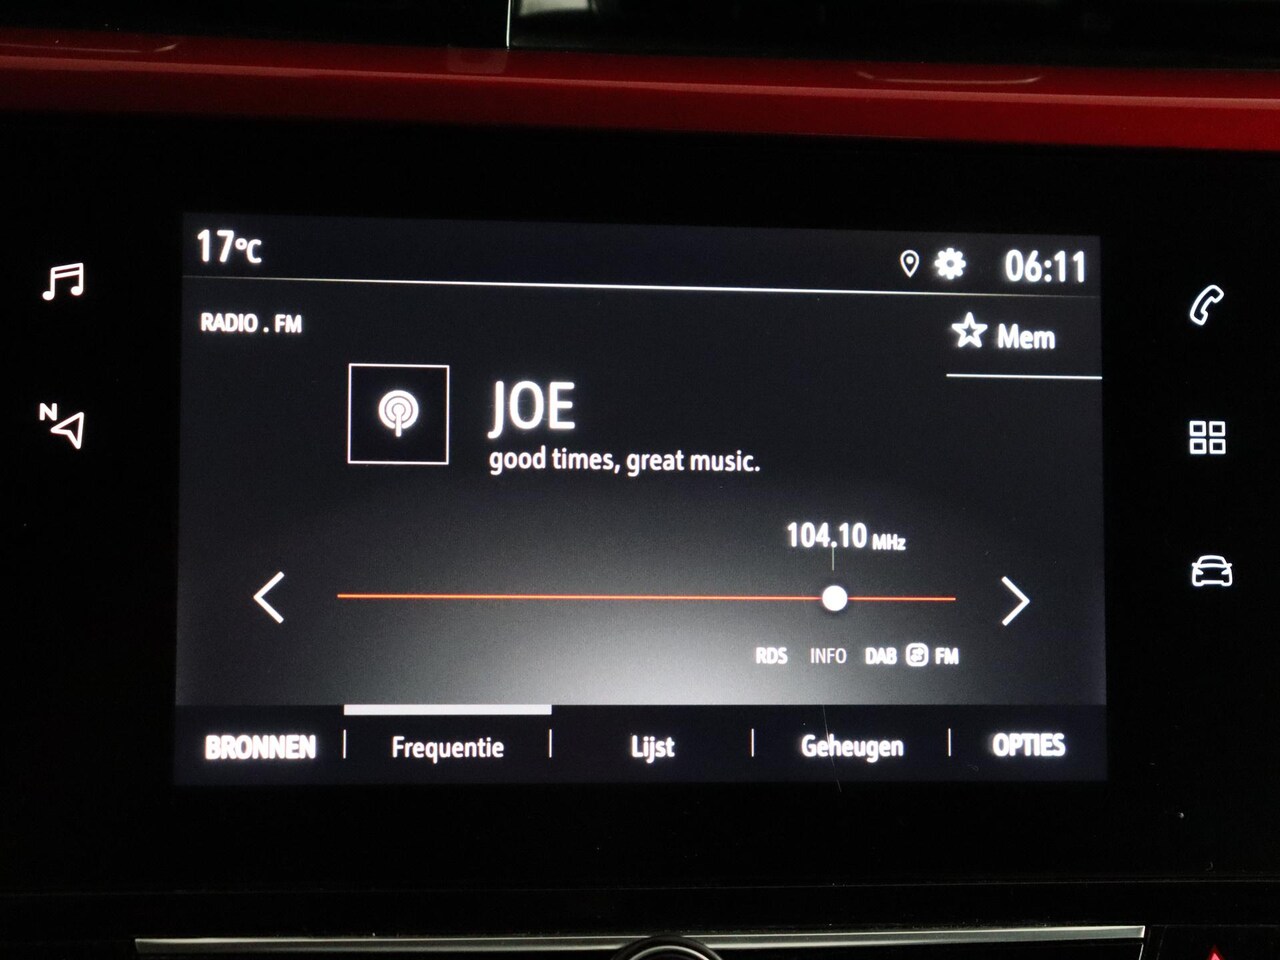 17°C
06:11
RADIO . FM
Mem
JOE
good times, great music.
N
104.10 MHz
RDS INFO DAB FM
BRONNEN Frequentie Lijst Geheugen OPTIES